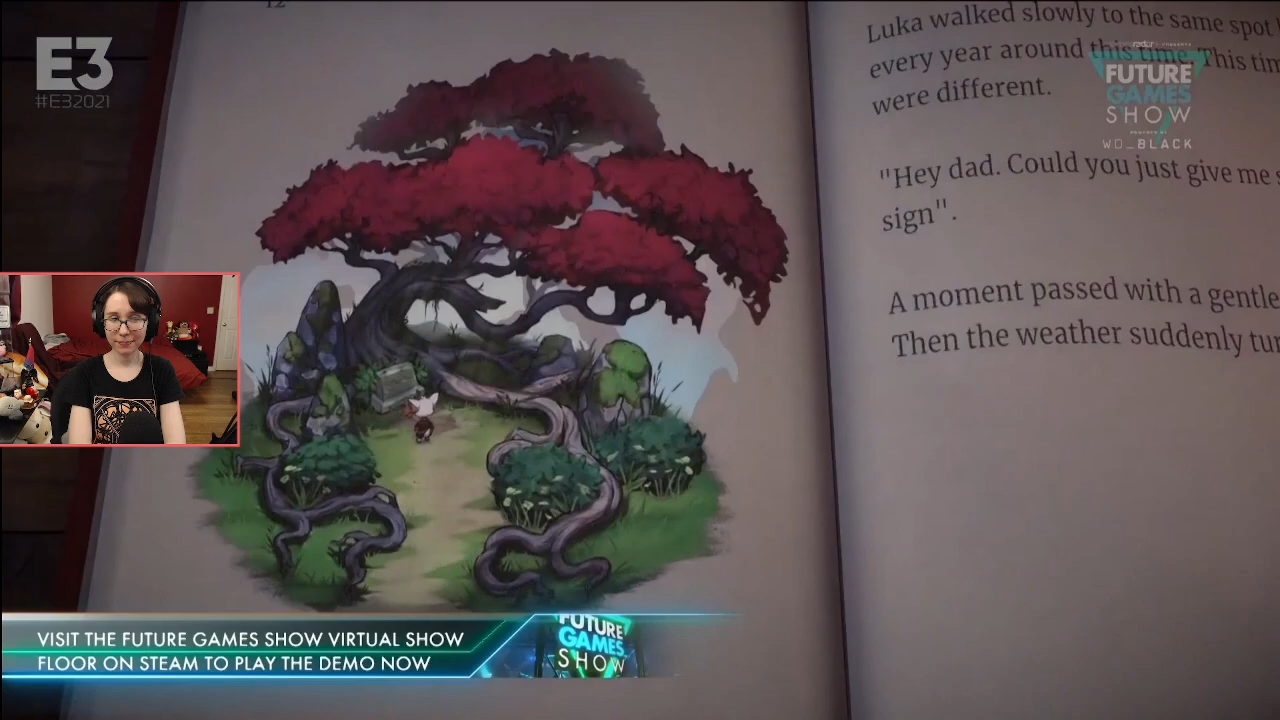 12
E3
#E32021
Luka walked slowly to the same spot
every year around this time. This tim
were different.
"Hey dad. Could you just give me s
sign".
A moment passed with a gentle
Then the weather suddenly tur
FUTURE
GAMES
SHOW
WD_BLACK
VISIT THE FUTURE GAMES SHOW VIRTUAL SHOW
FLOOR ON STEAM TO PLAY THE DEMO NOW
FUTURE
GAMES
SHOW